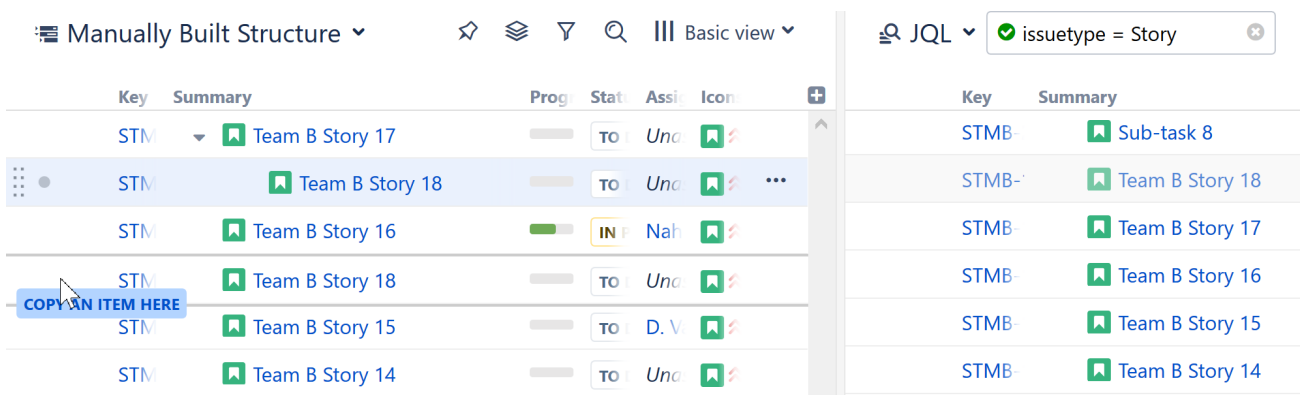 Manually Built Structure Basic view JQL issuetype = Story
Key Summary Prog Stat Assi Icon Key Summary
STM Team B Story 17 TO Una STMB- Sub-task 8
STM Team B Story 18 TO Una ••• STMB- Team B Story 18
STM Team B Story 16 IN Nah STMB- Team B Story 17
STM Team B Story 18 TO Una STMB- Team B Story 16
COPY AN ITEM HERE
STM Team B Story 15 TO D. STMB- Team B Story 15
STM Team B Story 14 TO Una STMB- Team B Story 14